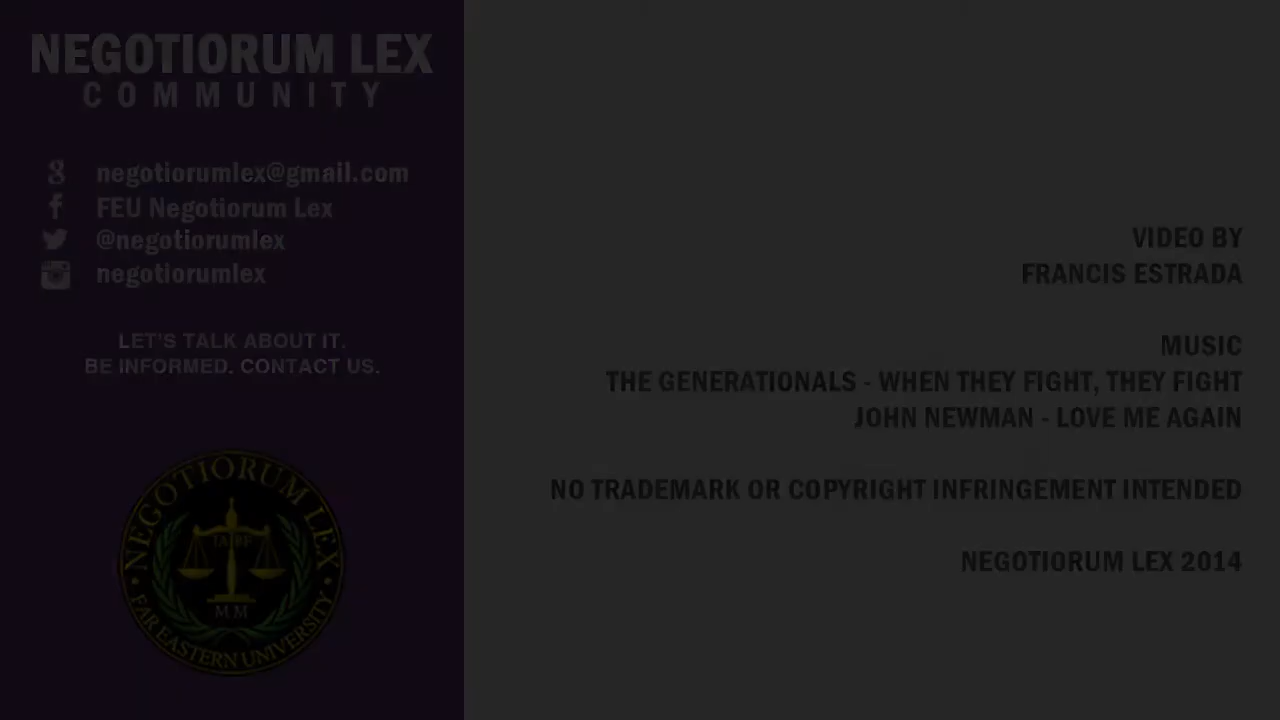 NEGOTIORUM LEX
COMMUNITY
negotiorumlex@gmail.com
FEU Negotiorum Lex
@negotiorumlex
negotiorumlex
LET'S TALK ABOUT IT.
BE INFORMED. CONTACT US.
NEGOTIORUM LEX
MM
FAR EASTERN UNIVERSITY
VIDEO BY
FRANCIS ESTRADA
MUSIC
THE GENERATIONALS - WHEN THEY FIGHT, THEY FIGHT
JOHN NEWMAN - LOVE ME AGAIN
NO TRADEMARK OR COPYRIGHT INFRINGEMENT INTENDED
NEGOTIORUM LEX 2014